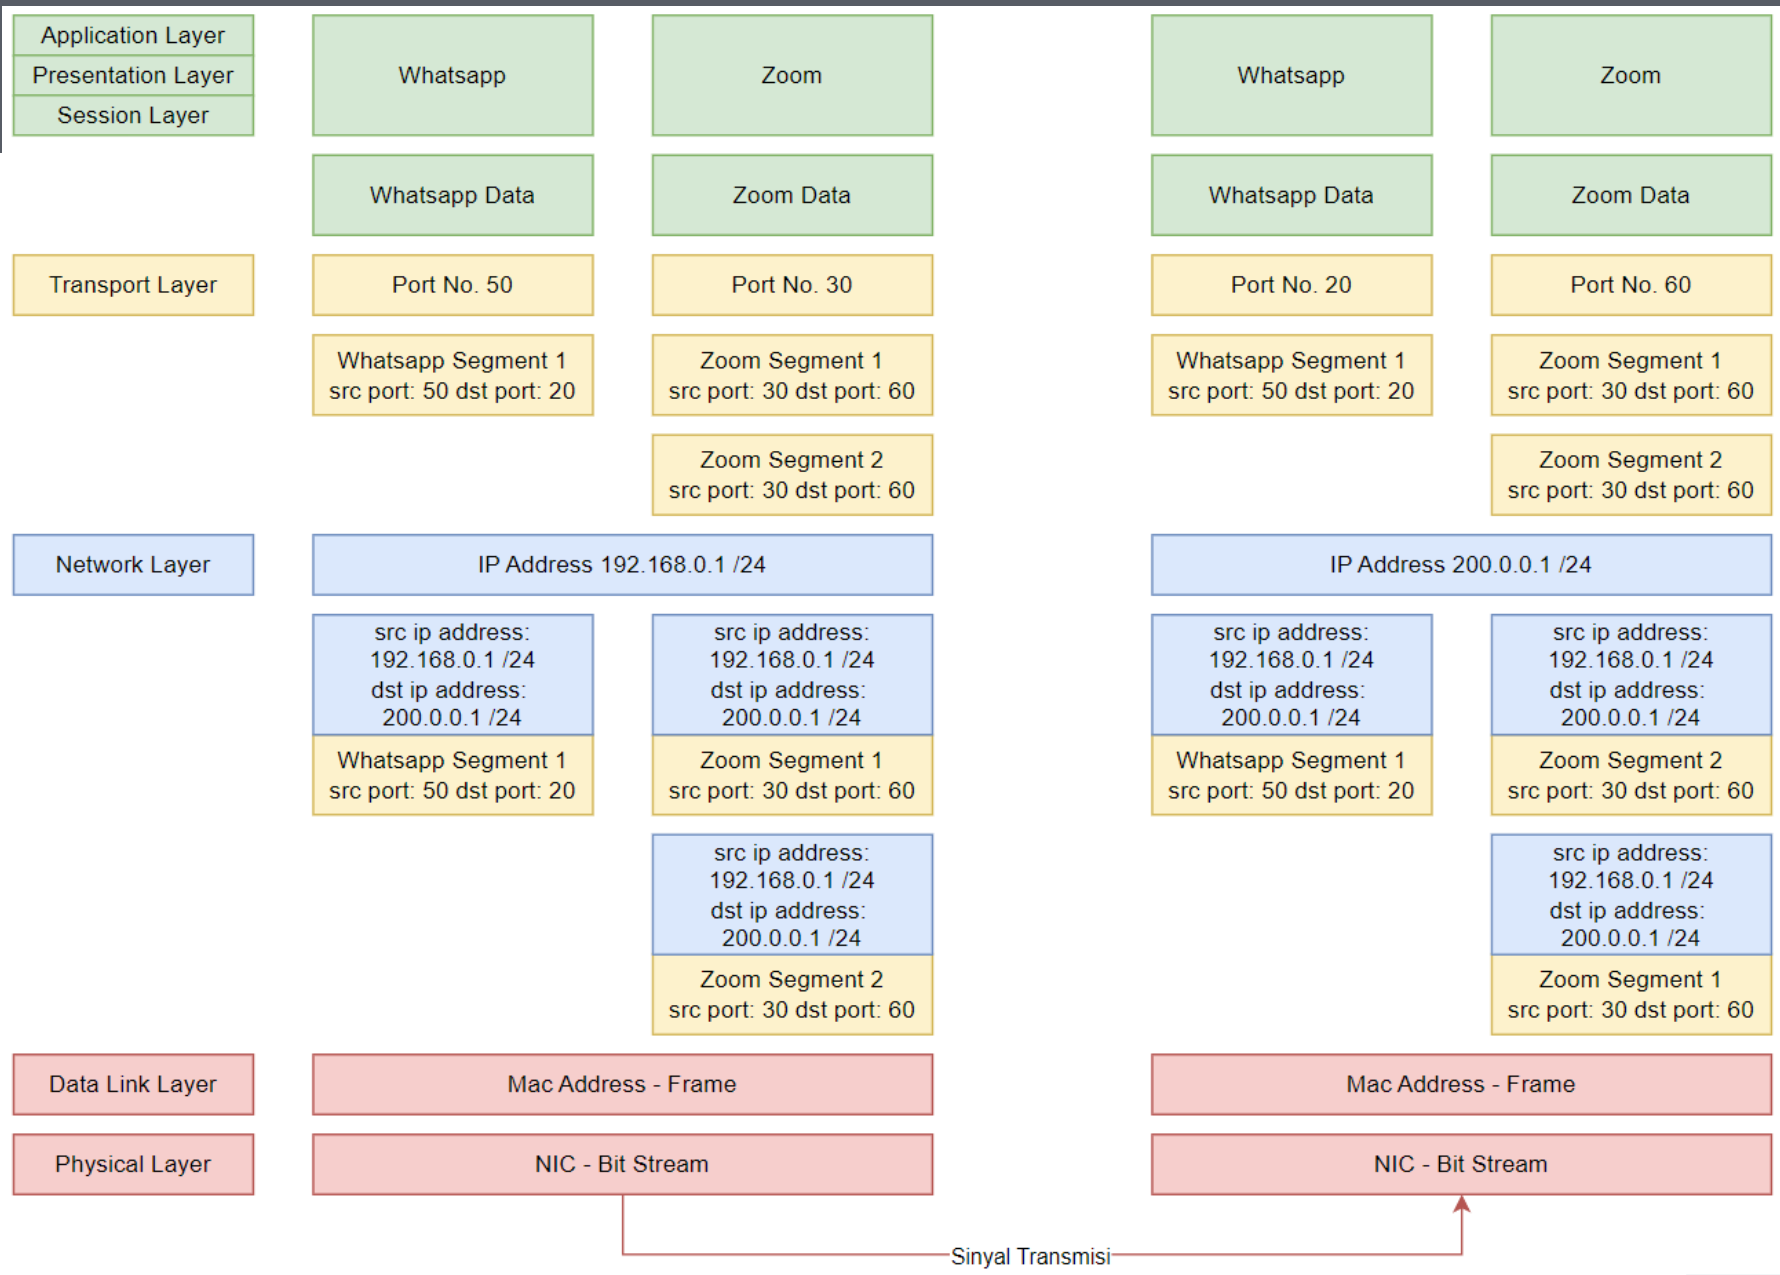 Application Layer
Presentation Layer
Session Layer
Whatsapp
Zoom
Whatsapp
Zoom
Whatsapp Data
Zoom Data
Whatsapp Data
Zoom Data
Transport Layer
Port No. 50
Port No. 30
Port No. 20
Port No. 60
Whatsapp Segment 1
src port: 50 dst port: 20
Zoom Segment 1
src port: 30 dst port: 60
Whatsapp Segment 1
src port: 50 dst port: 20
Zoom Segment 1
src port: 30 dst port: 60
Zoom Segment 2
src port: 30 dst port: 60
Zoom Segment 2
src port: 30 dst port: 60
Network Layer
IP Address 192.168.0.1 /24
IP Address 200.0.0.1 /24
src ip address:
192.168.0.1 /24
dst ip address:
200.0.0.1 /24
Whatsapp Segment 1
src port: 50 dst port: 20
src ip address:
192.168.0.1 /24
dst ip address:
200.0.0.1 /24
Zoom Segment 1
src port: 30 dst port: 60
src ip address:
192.168.0.1 /24
dst ip address:
200.0.0.1 /24
Whatsapp Segment 1
src port: 50 dst port: 20
src ip address:
192.168.0.1 /24
dst ip address:
200.0.0.1 /24
Zoom Segment 2
src port: 30 dst port: 60
src ip address:
192.168.0.1 /24
dst ip address:
200.0.0.1 /24
Zoom Segment 2
src port: 30 dst port: 60
src ip address:
192.168.0.1 /24
dst ip address:
200.0.0.1 /24
Zoom Segment 1
src port: 30 dst port: 60
Data Link Layer
Mac Address - Frame
Mac Address - Frame
Physical Layer
NIC - Bit Stream
NIC - Bit Stream
Sinyal Transmisi